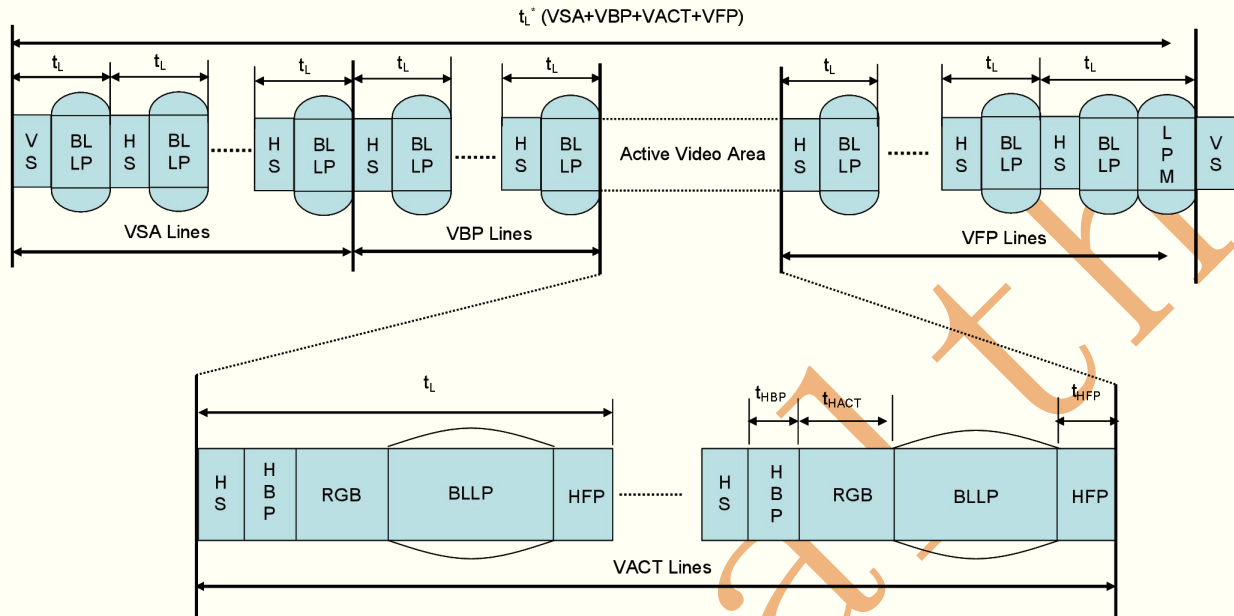 tL* (VSA+VBP+VACT+VFP)
tL tL tL tL tL tL tL tL
VS BLLP HS BLLP HS BLLP HS BLLP HS BLLP Active Video Area HS BLLP HS BLLP HS BLLP LPM VS
VSA Lines VBP Lines VFP Lines
tL tHBP tHACT tHFP
HS HBP RGB BLLP HFP HS HBP RGB BLLP HFP
VACT Lines